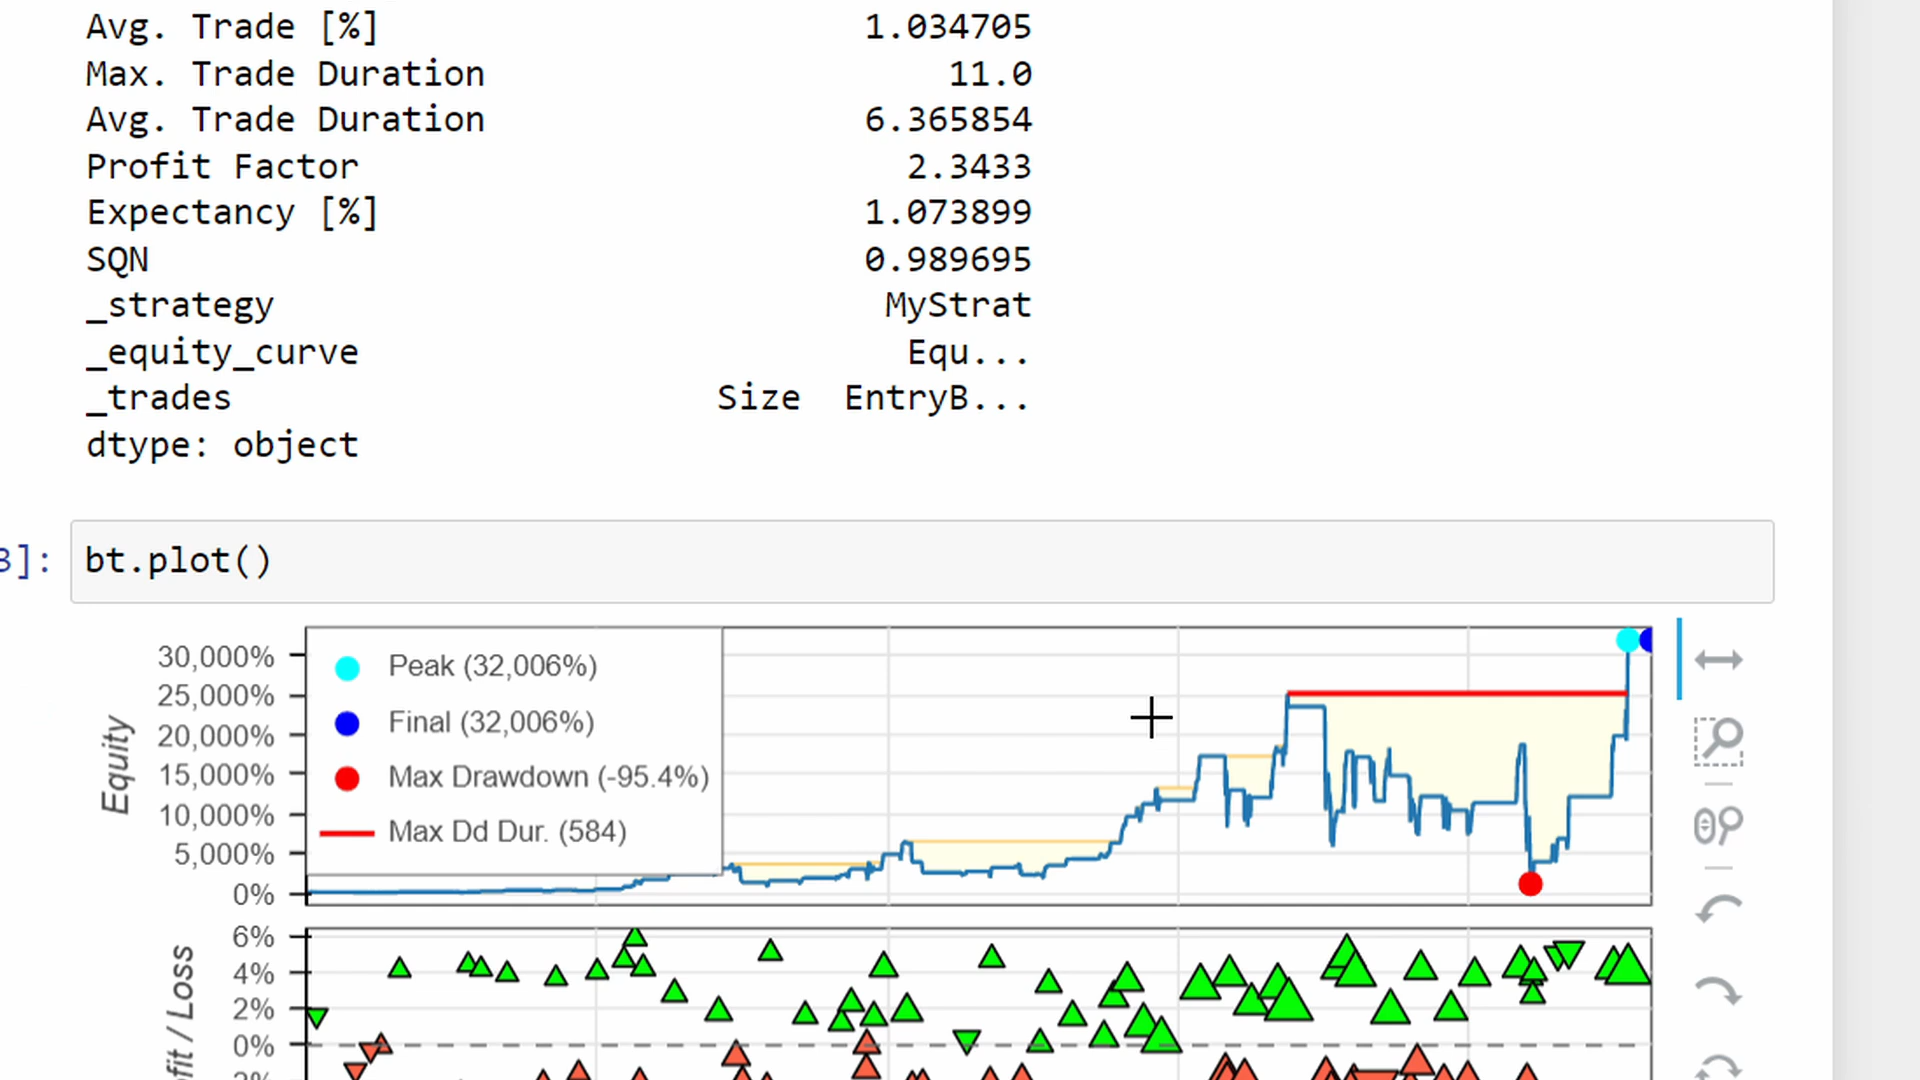 Avg. Trade [%] 1.034705
Max. Trade Duration 11.0
Avg. Trade Duration 6.365854
Profit Factor 2.3433
Expectancy [%] 1.073899
SQN 0.989695
_strategy MyStrat
_equity_curve Equ...
_trades Size EntryB...
dtype: object
8]: bt.plot()
Equity
30,000%
25,000%
20,000%
15,000%
10,000%
5,000%
0%
Peak (32,006%)
Final (32,006%)
Max Drawdown (-95.4%)
Max Dd Dur. (584)
fit / Loss
6%
4%
2%
0%